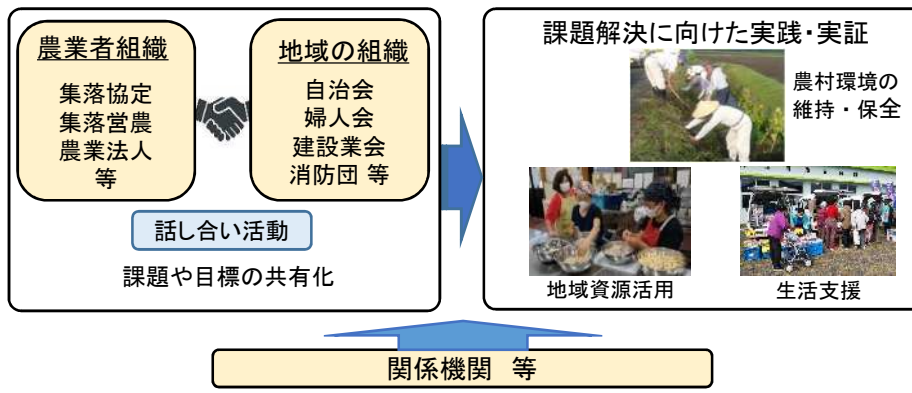 農業者組織
集落協定
集落営農
農業法人
等
地域の組織
自治会
婦人会
建設業会
消防団 等
話し合い活動
課題や目標の共有化
課題解決に向けた実践・実証
農村環境の
維持・保全
地域資源活用
生活支援
関係機関 等